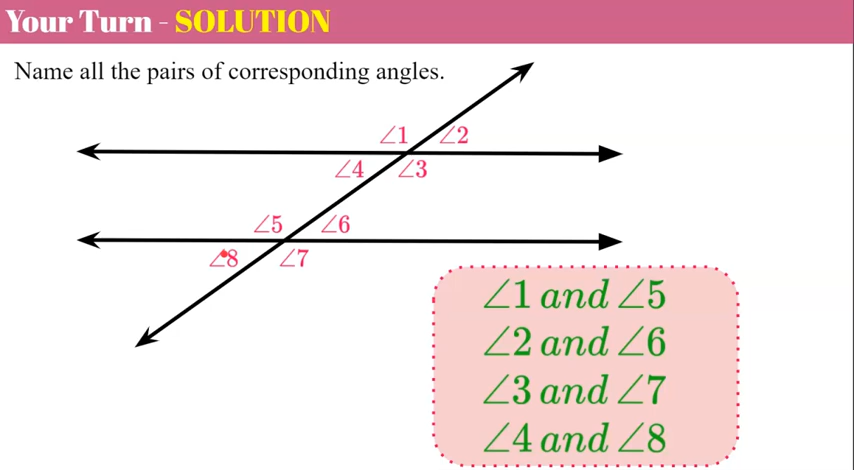 Your Turn - SOLUTION
Name all the pairs of corresponding angles.
∠1 ∠2
∠4 ∠3
∠5 ∠6
∠8 ∠7
∠1 and ∠5
∠2 and ∠6
∠3 and ∠7
∠4 and ∠8